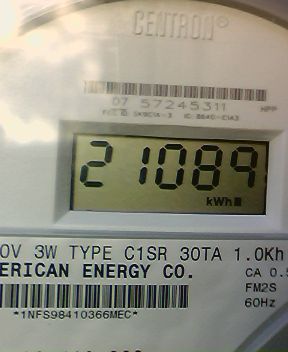 CENTRON®
07 57245311
21089
kWh
0V 3W TYPE C1SR 30TA 1.0Kh
ERICAN ENERGY CO.
CA 0.5
FM2S
60Hz
*1NFS98410366MEC*